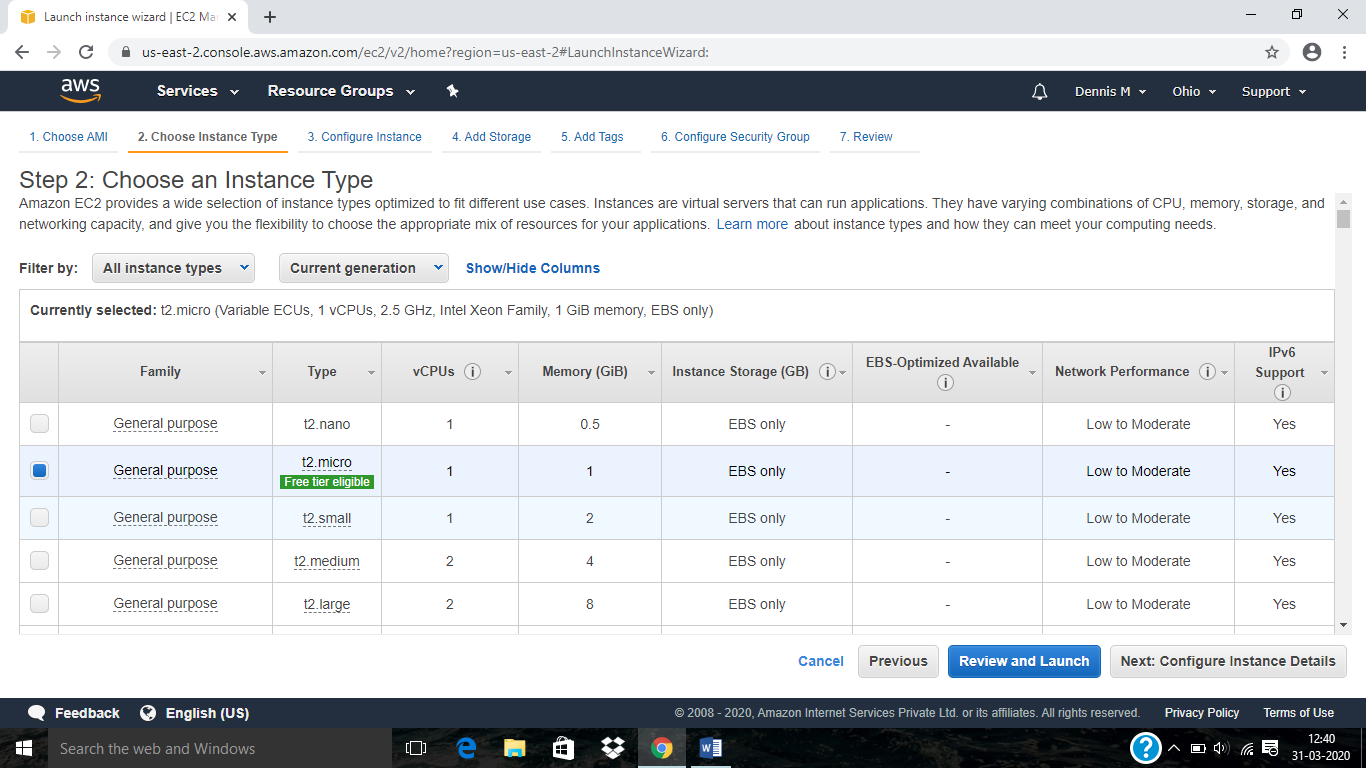 Launch instance wizard | EC2 Ma
us-east-2.console.aws.amazon.com/ec2/v2/home?region=us-east-2#LaunchInstanceWizard:
aws Services Resource Groups Dennis M Ohio Support
1. Choose AMI 2. Choose Instance Type 3. Configure Instance 4. Add Storage 5. Add Tags 6. Configure Security Group 7. Review
Step 2: Choose an Instance Type
Amazon EC2 provides a wide selection of instance types optimized to fit different use cases. Instances are virtual servers that can run applications. They have varying combinations of CPU, memory, storage, and
networking capacity, and give you the flexibility to choose the appropriate mix of resources for your applications. Learn more about instance types and how they can meet your computing needs.
Filter by: All instance types Current generation Show/Hide Columns
Currently selected: t2.micro (Variable ECUs, 1 vCPUs, 2.5 GHz, Intel Xeon Family, 1 GiB memory, EBS only)
Family Type vCPUs i Memory (GiB) Instance Storage (GB) i EBS-Optimized Available i Network Performance i IPv6 Support i
General purpose t2.nano 1 0.5 EBS only - Low to Moderate Yes
General purpose t2.micro 1 1 EBS only - Low to Moderate Yes
Free tier eligible
General purpose t2.small 1 2 EBS only - Low to Moderate Yes
General purpose t2.medium 2 4 EBS only - Low to Moderate Yes
General purpose t2.large 2 8 EBS only - Low to Moderate Yes
Cancel Previous Review and Launch Next: Configure Instance Details
Feedback English (US) © 2008 - 2020, Amazon Internet Services Private Ltd. or its affiliates. All rights reserved. Privacy Policy Terms of Use
Search the web and Windows
12:40
31-03-2020